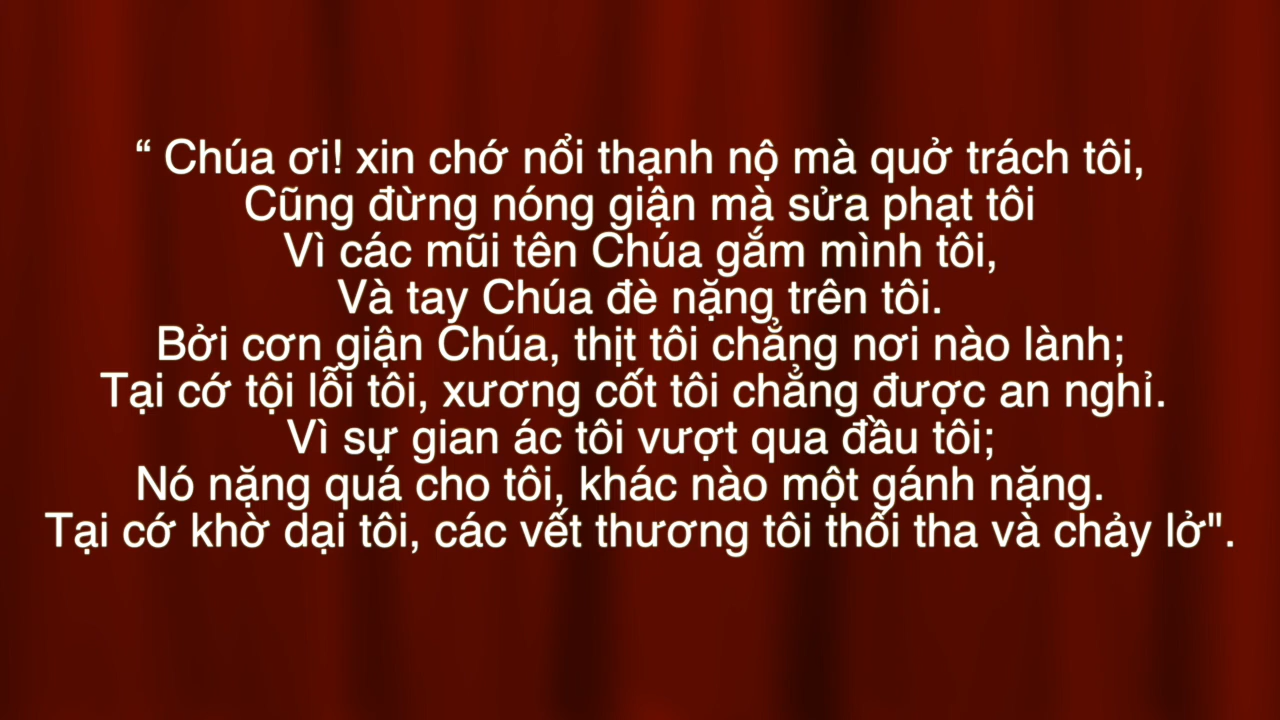 “ Chúa ơi! xin chớ nổi thạnh nộ mà quở trách tôi,
Cũng đừng nóng giận mà sửa phạt tôi
Vì các mũi tên Chúa gắm mình tôi,
Và tay Chúa đè nặng trên tôi.
Bởi cơn giận Chúa, thịt tôi chẳng nơi nào lành;
Tại cớ tội lỗi tôi, xương cốt tôi chẳng được an nghỉ.
Vì sự gian ác tôi vượt qua đầu tôi;
Nó nặng quá cho tôi, khác nào một gánh nặng.
Tại cớ khờ dại tôi, các vết thương tôi thối tha và chảy lở".